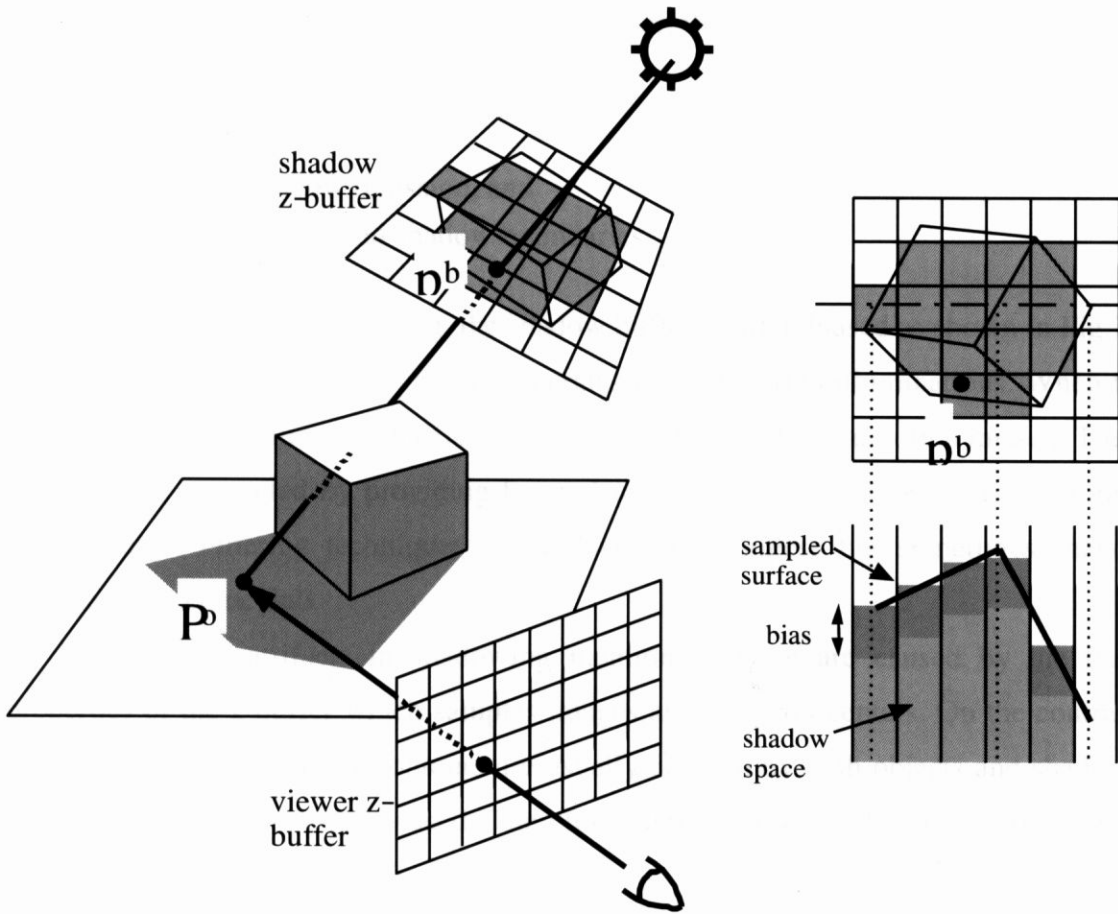 shadow
z-buffer
p^b
P^b
viewer z-
buffer
p^b
sampled
surface
bias
shadow
space